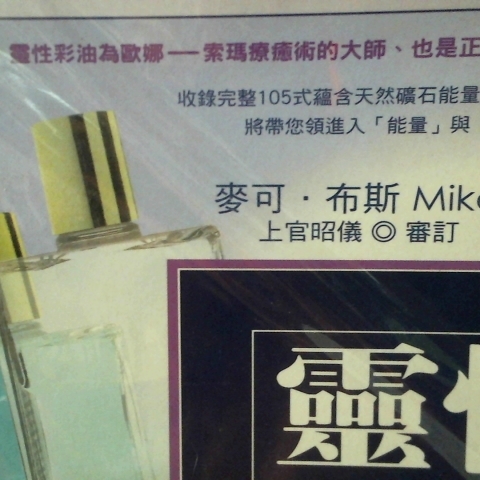 靈性彩油為歐娜——索瑪療癒術的大師、也是正
收錄完整105式蘊含天然礦石能量
將帶您領進入「能量」與
麥可・布斯 Mike
上官昭儀 ◎ 審訂
靈性